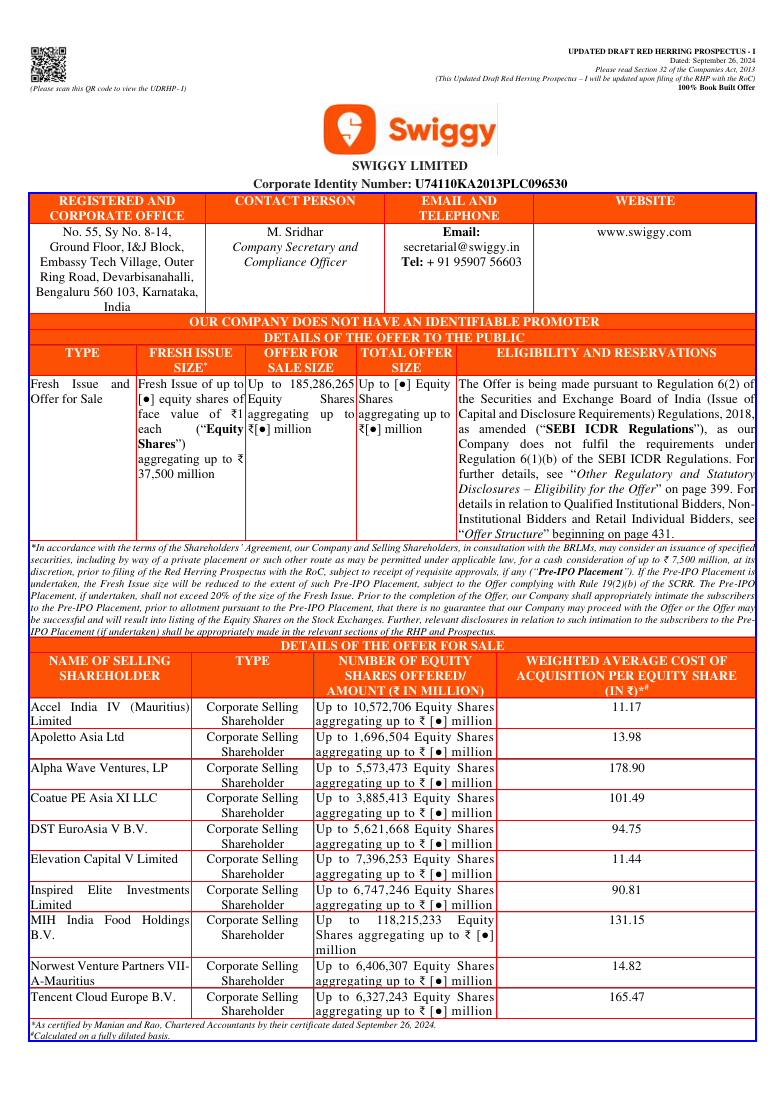 UPDATED DRAFT RED HERRING PROSPECTUS - I
Dated: September 26, 2024
Please read Section 32 of the Companies Act, 2013
(This Updated Draft Red Herring Prospectus – I will be updated upon filing of the RHP with the RoC)
100% Book Built Offer
(Please scan this QR code to view the UDRHP- I)
Swiggy
SWIGGY LIMITED
Corporate Identity Number: U74110KA2013PLC096530
REGISTERED AND CORPORATE OFFICE
CONTACT PERSON
EMAIL AND TELEPHONE
WEBSITE
No. 55, Sy No. 8-14,
Ground Floor, I&J Block,
Embassy Tech Village, Outer
Ring Road, Devarbisanahalli,
Bengaluru 560 103, Karnataka,
India
M. Sridhar
Company Secretary and
Compliance Officer
Email:
secretarial@swiggy.in
Tel: + 91 95907 56603
www.swiggy.com
OUR COMPANY DOES NOT HAVE AN IDENTIFIABLE PROMOTER
DETAILS OF THE OFFER TO THE PUBLIC
TYPE
FRESH ISSUE SIZE*
OFFER FOR SALE SIZE
TOTAL OFFER SIZE
ELIGIBILITY AND RESERVATIONS
Fresh Issue and
Offer for Sale
Fresh Issue of up to
[●] equity shares of
face value of ₹1
each (“Equity
Shares”)
aggregating up to ₹
37,500 million
Up to 185,286,265
Equity Shares
aggregating up to
₹[●] million
Up to [●] Equity
Shares
aggregating up to
₹[●] million
The Offer is being made pursuant to Regulation 6(2) of
the Securities and Exchange Board of India (Issue of
Capital and Disclosure Requirements) Regulations, 2018,
as amended (“SEBI ICDR Regulations”), as our
Company does not fulfil the requirements under
Regulation 6(1)(b) of the SEBI ICDR Regulations. For
further details, see “Other Regulatory and Statutory
Disclosures – Eligibility for the Offer” on page 399. For
details in relation to Qualified Institutional Bidders, Non-
Institutional Bidders and Retail Individual Bidders, see
“Offer Structure” beginning on page 431.
*In accordance with the terms of the Shareholders’ Agreement, our Company and Selling Shareholders, in consultation with the BRLMs, may consider an issuance of specified
securities, including by way of a private placement or such other route as may be permitted under applicable law, for a cash consideration of up to ₹ 7,500 million, at its
discretion, prior to filing of the Red Herring Prospectus with the RoC, subject to receipt of requisite approvals, if any (“Pre-IPO Placement”). If the Pre-IPO Placement is
undertaken, the Fresh Issue size will be reduced to the extent of such Pre-IPO Placement, subject to the Offer complying with Rule 19(2)(b) of the SCRR. The Pre-IPO
Placement, if undertaken, shall not exceed 20% of the size of the Fresh Issue. Prior to the completion of the Offer, our Company shall appropriately intimate the subscribers
to the Pre-IPO Placement, prior to allotment pursuant to the Pre-IPO Placement, that there is no guarantee that our Company may proceed with the Offer or the Offer may
be successful and will result into listing of the Equity Shares on the Stock Exchanges. Further, relevant disclosures in relation to such intimation to the subscribers to the Pre-
IPO Placement (if undertaken) shall be appropriately made in the relevant sections of the RHP and Prospectus.
DETAILS OF THE OFFER FOR SALE
NAME OF SELLING SHAREHOLDER
TYPE
NUMBER OF EQUITY SHARES OFFERED/ AMOUNT (₹ IN MILLION)
WEIGHTED AVERAGE COST OF ACQUISITION PER EQUITY SHARE (IN ₹)*#
Accel India IV (Mauritius) Limited
Corporate Selling Shareholder
Up to 10,572,706 Equity Shares aggregating up to ₹ [●] million
11.17
Apoletto Asia Ltd
Corporate Selling Shareholder
Up to 1,696,504 Equity Shares aggregating up to ₹ [●] million
13.98
Alpha Wave Ventures, LP
Corporate Selling Shareholder
Up to 5,573,473 Equity Shares aggregating up to ₹ [●] million
178.90
Coatue PE Asia XI LLC
Corporate Selling Shareholder
Up to 3,885,413 Equity Shares aggregating up to ₹ [●] million
101.49
DST EuroAsia V B.V.
Corporate Selling Shareholder
Up to 5,621,668 Equity Shares aggregating up to ₹ [●] million
94.75
Elevation Capital V Limited
Corporate Selling Shareholder
Up to 7,396,253 Equity Shares aggregating up to ₹ [●] million
11.44
Inspired Elite Investments Limited
Corporate Selling Shareholder
Up to 6,747,246 Equity Shares aggregating up to ₹ [●] million
90.81
MIH India Food Holdings B.V.
Corporate Selling Shareholder
Up to 118,215,233 Equity Shares aggregating up to ₹ [●] million
131.15
Norwest Venture Partners VII-A-Mauritius
Corporate Selling Shareholder
Up to 6,406,307 Equity Shares aggregating up to ₹ [●] million
14.82
Tencent Cloud Europe B.V.
Corporate Selling Shareholder
Up to 6,327,243 Equity Shares aggregating up to ₹ [●] million
165.47
*As certified by Manian and Rao, Chartered Accountants by their certificate dated September 26, 2024.
#Calculated on a fully diluted basis.